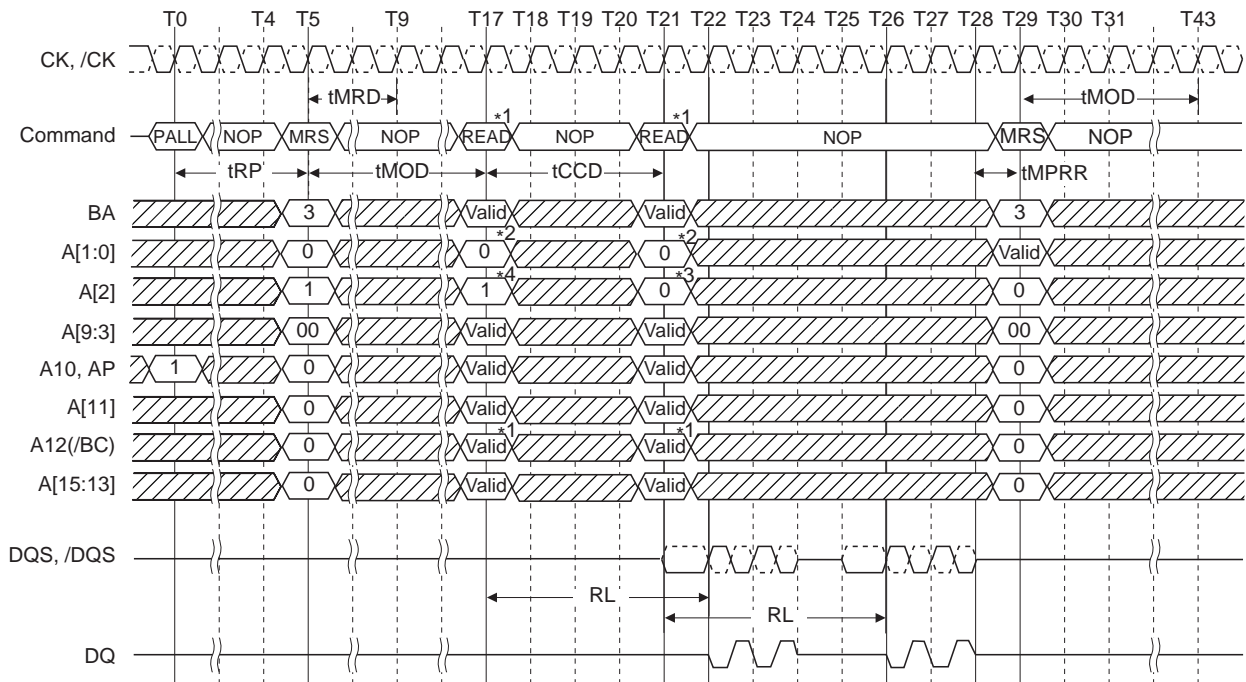 T0 T4 T5 T9 T17 T18 T19 T20 T21 T22 T23 T24 T25 T26 T27 T28 T29 T30 T31 T43
CK, /CK
tMRD tMOD
*1 *1
Command PALL NOP MRS NOP READ NOP READ NOP MRS NOP
tRP tMOD tCCD tMPRR
BA 3 Valid Valid 3
*2 *2
A[1:0] 0 0 0 Valid
*4 *3
A[2] 1 1 0 0
A[9:3] 00 Valid Valid 00
A10, AP 1 0 Valid Valid 0
A[11] 0 Valid Valid 0
*1 *1
A12(/BC) 0 Valid Valid 0
A[15:13] 0 Valid Valid 0
DQS, /DQS
RL
RL
DQ